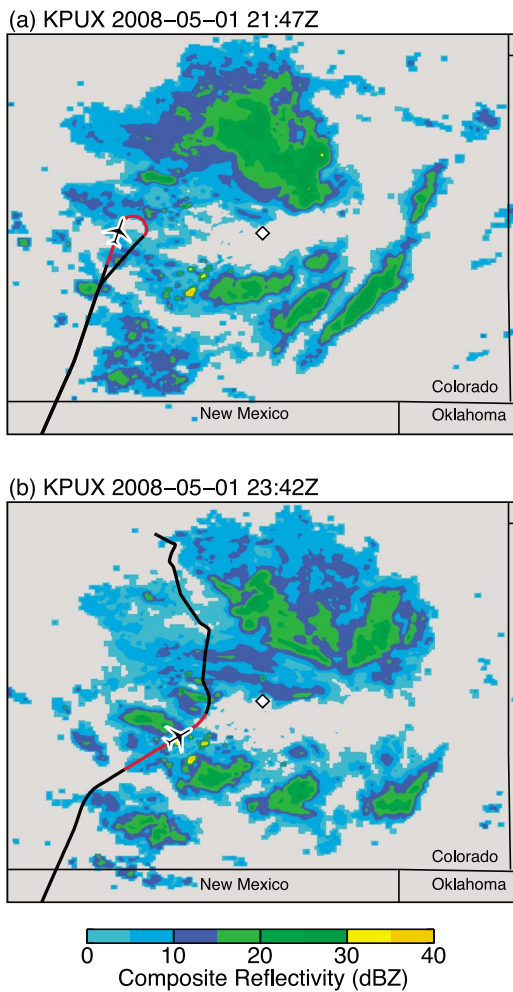 (a) KPUX 2008−05−01 21:47Z
Colorado
New Mexico
Oklahoma
(b) KPUX 2008−05−01 23:42Z
Colorado
New Mexico
Oklahoma
0 10 20 30 40
Composite Reflectivity (dBZ)